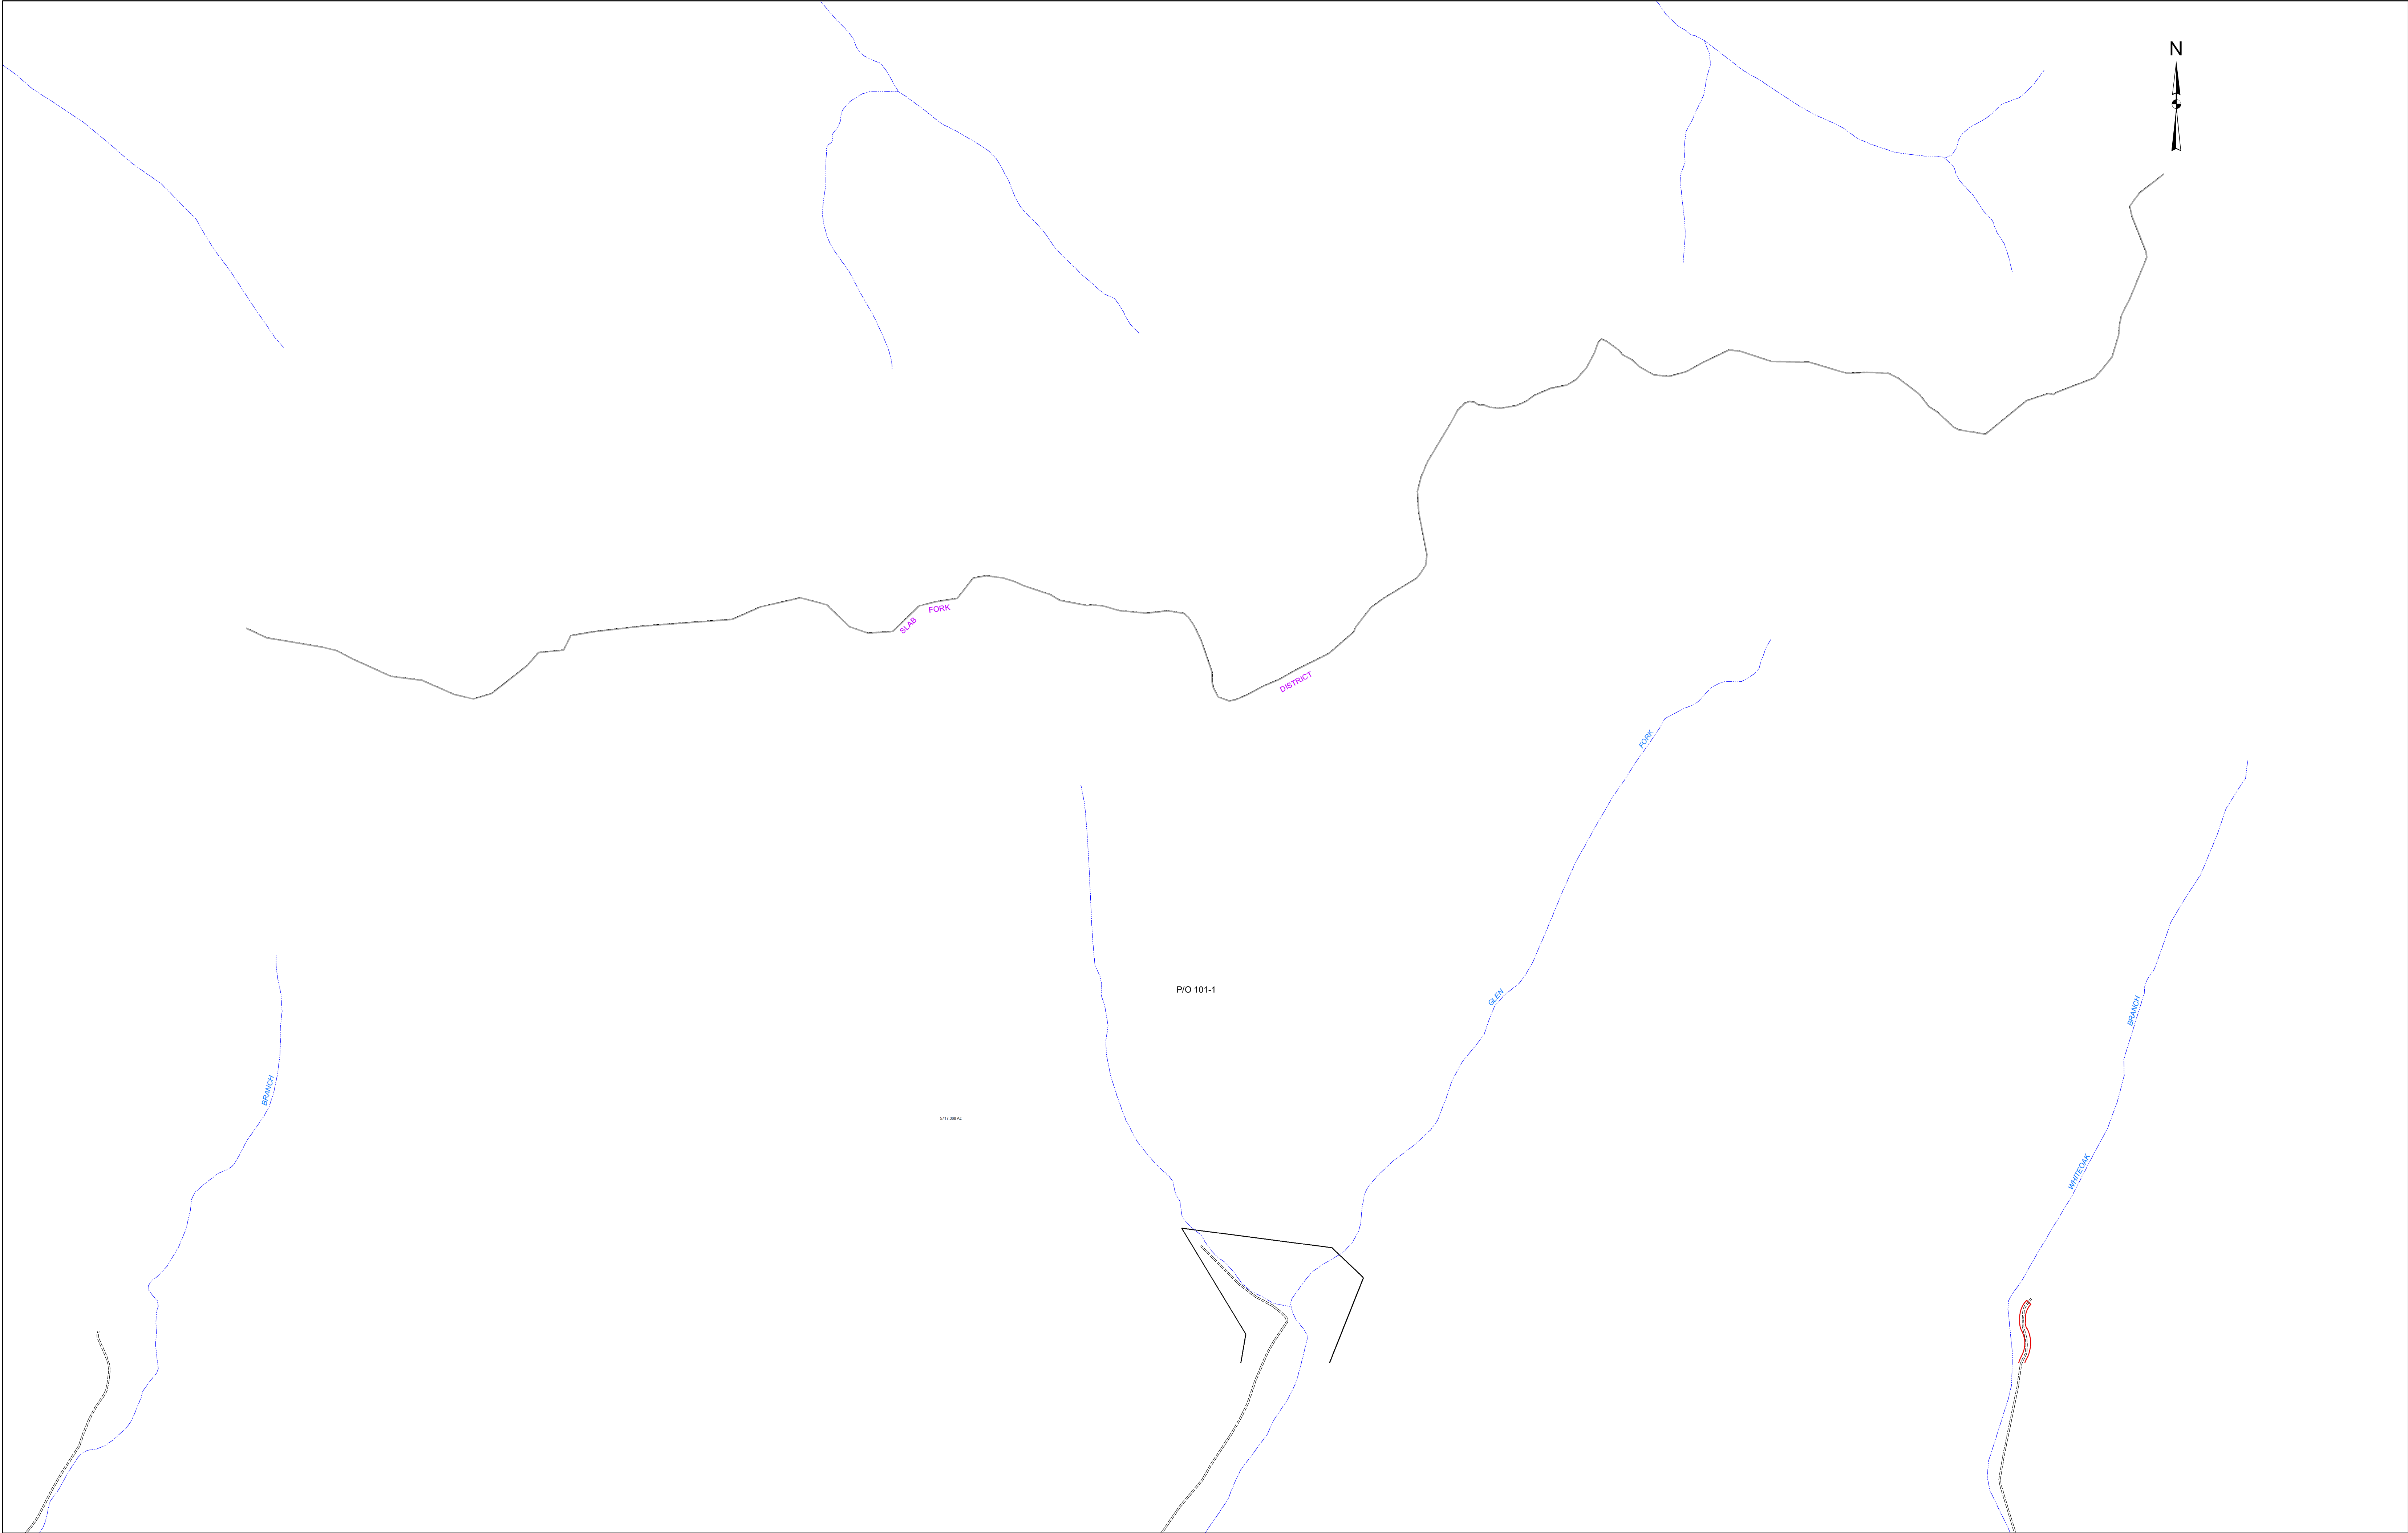 N
SLAB FORK
DISTRICT
FORK
GLEN
P/O 101-1
BRANCH
BRANCH
WHITEOAK